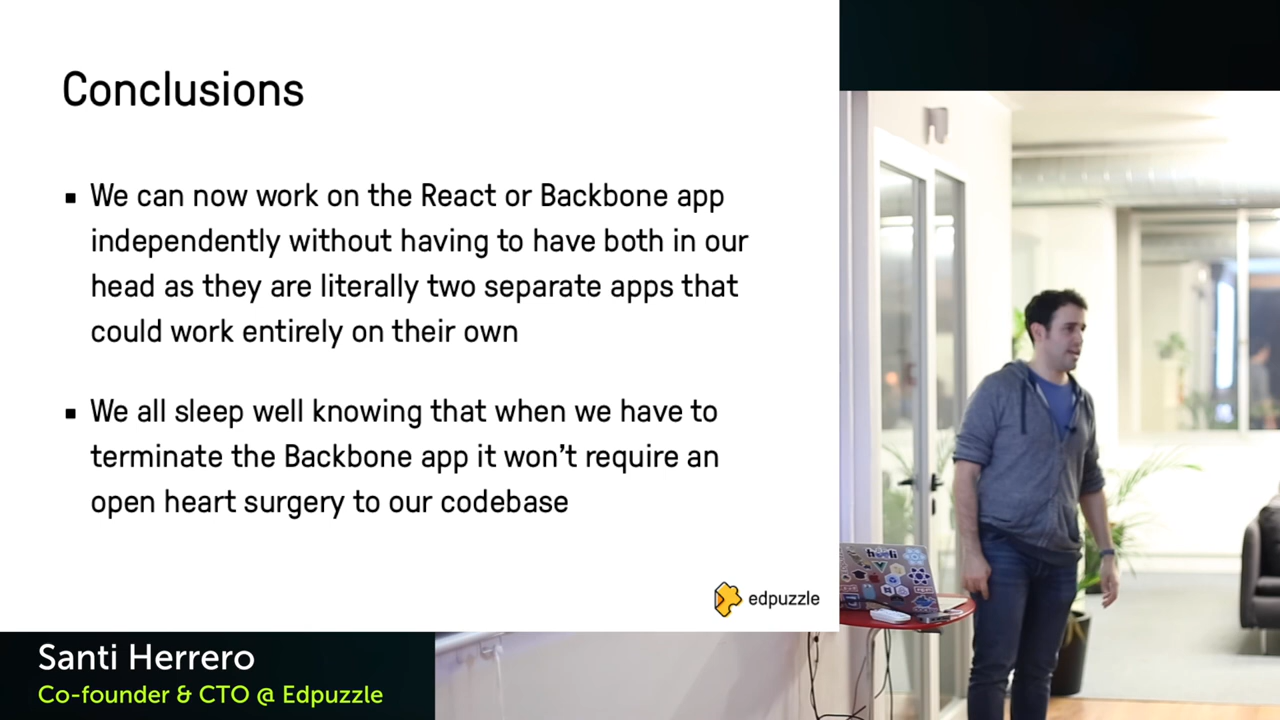 Conclusions
▪ We can now work on the React or Backbone app
independently without having to have both in our
head as they are literally two separate apps that
could work entirely on their own
▪ We all sleep well knowing that when we have to
terminate the Backbone app it won't require an
open heart surgery to our codebase
edpuzzle
Santi Herrero
Co-founder & CTO @ Edpuzzle